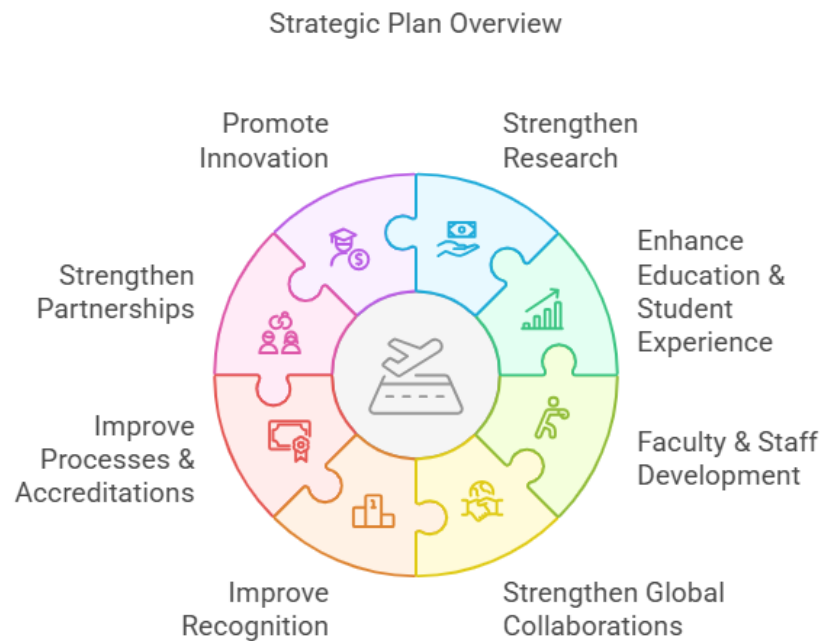 Strategic Plan Overview
Promote
Innovation
Strengthen
Research
Enhance
Education &
Student
Experience
Strengthen
Partnerships
Improve
Processes &
Accreditations
Faculty & Staff
Development
Improve
Recognition
Strengthen Global
Collaborations
$
1